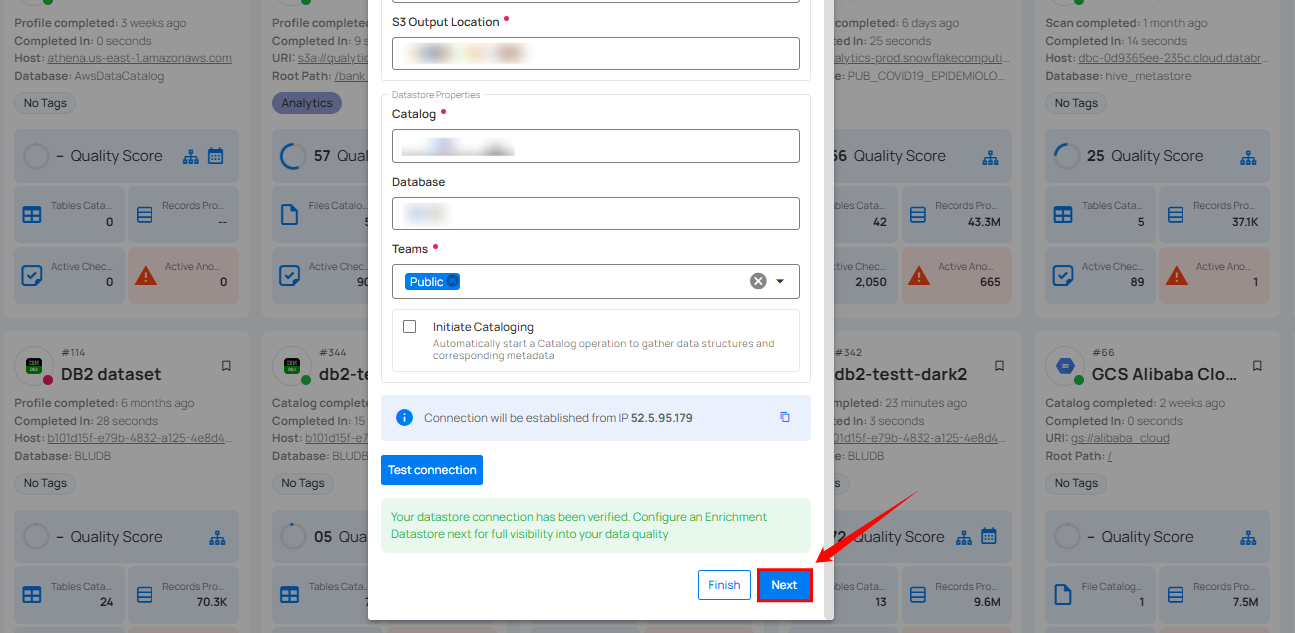 Profile completed: 3 weeks ago
Completed In: 0 seconds
Host: athena.us-east-1.amazonaws.com
Database: AwsDataCatalog
No Tags
– Quality Score
Tables Cata...
0
Records Pro...
--
Active Chec...
0
Active Ano...
0
#114
DB2 dataset
Profile completed: 6 months ago
Completed In: 28 seconds
Host: b101d15f-e79b-4832-a125-4e8d4...
Database: BLUDB
No Tags
– Quality Score
Tables Cata...
24
Records Pro...
70.3K
Profile completed:
Completed In: 9 s
URI: s3a://qualytic
Root Path: /bank
Analytics
57 Qual
Files Catalo...
Active Chec...
90
#344
db2-t
Catalog complet
Completed In: 15
Host: b101d15f-e
Database: BLUDB
No Tags
05 Qua
Tables Cata
S3 Output Location *
Datastore Properties
Catalog *
Database
Teams *
Public
Initiate Cataloging
Automatically start a Catalog operation to gather data structures and
corresponding metadata
Connection will be established from IP 52.5.95.179
Test connection
Your datastore connection has been verified. Configure an Enrichment
Datastore next for full visibility into your data quality
Finish
Next
ompleted: 6 days ago
ed In: 25 seconds
alytics-prod.snowflakecomputi...
e: PUB_COVID19_EPIDEMIOLO...
66 Quality Score
bles Cata...
42
Records Pro...
43.3M
ctive Chec...
2,050
Active Ano...
665
#342
db2-testt-dark2
mpleted: 23 minutes ago
ed In: 3 seconds
01d15f-e79b-4832-a125-4e8d4...
e: BLUDB
s
72 Quality Score
bles Cata...
13
Records Pro...
9.6M
Scan completed: 1 month ago
Completed In: 14 seconds
Host: dbc-0d9365ee-235c.cloud.databr...
Database: hive_metastore
No Tags
25 Quality Score
Tables Cata...
5
Records Pro...
37.1K
Active Chec...
89
Active Ano...
1
#66
GCS Alibaba Clo...
Catalog completed: 2 weeks ago
Completed In: 0 seconds
URI: gs://alibaba_cloud
Root Path: /
No Tags
– Quality Score
File Catalog...
1
Records Pro...
7.5M